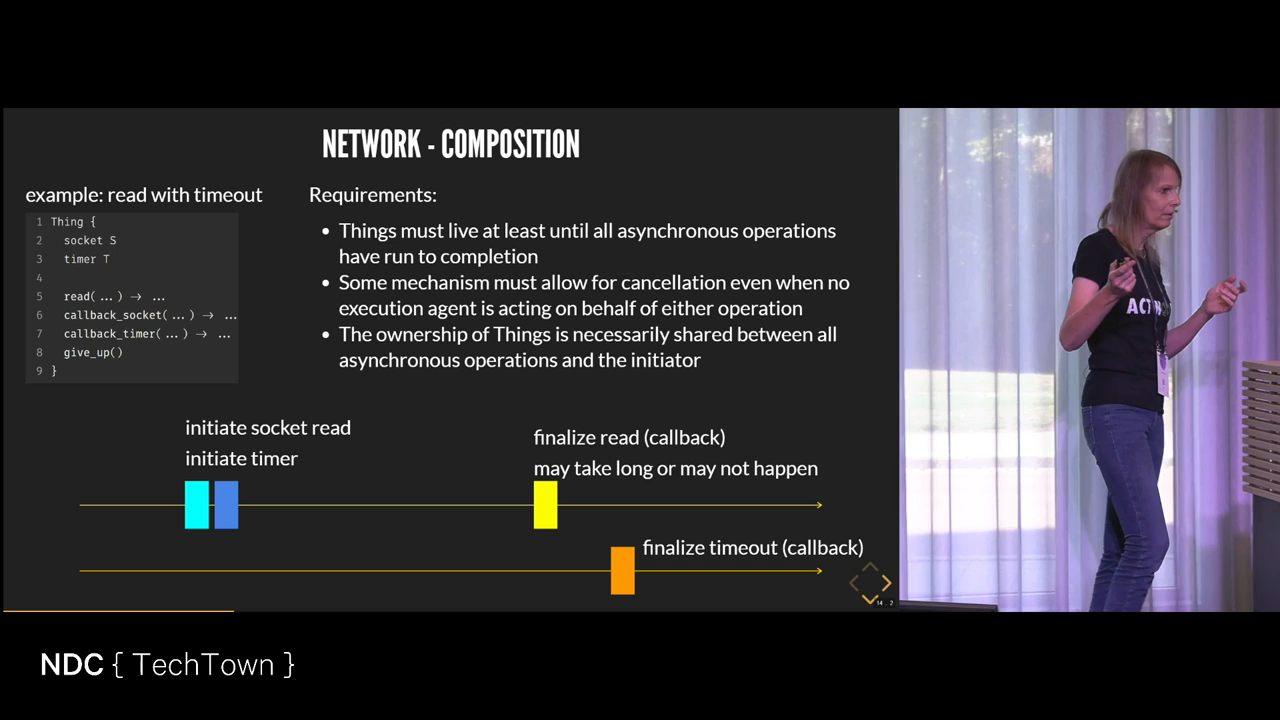 NETWORK - COMPOSITION
example: read with timeout
1 Thing {
2 socket S
3 timer T
4
5 read( … ) → …
6 callback_socket( … ) → …
7 callback_timer( … ) → …
8 give_up()
9 }
Requirements:
• Things must live at least until all asynchronous operations
have run to completion
• Some mechanism must allow for cancellation even when no
execution agent is acting on behalf of either operation
• The ownership of Things is necessarily shared between all
asynchronous operations and the initiator
initiate socket read
initiate timer
finalize read (callback)
may take long or may not happen
finalize timeout (callback)
14 . 2
NDC { TechTown }